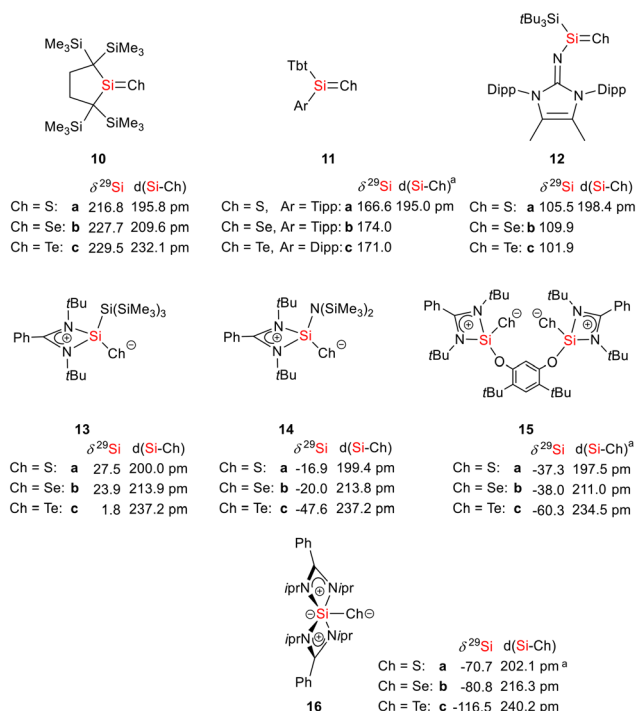 Me3Si
SiMe3
Si=Ch
Me3Si
SiMe3
10
δ29Si d(Si-Ch)
Ch = S: a 216.8 195.8 pm
Ch = Se: b 227.7 209.6 pm
Ch = Te: c 229.5 232.1 pm
Tbt
Si=Ch
Ar
11
δ29Si d(Si-Ch)a
Ch = S, Ar = Tipp: a 166.6 195.0 pm
Ch = Se, Ar = Tipp: b 174.0
Ch = Te, Ar = Dipp: c 171.0
tBu3Si
Si=Ch
N
Dipp N N Dipp
12
δ29Si d(Si-Ch)
Ch = S: a 105.5 198.4 pm
Ch = Se: b 109.9
Ch = Te: c 101.9
tBu
Si(SiMe3)3
N
Ph + Si
N Ch⊖
tBu
13
δ29Si d(Si-Ch)
Ch = S: a 27.5 200.0 pm
Ch = Se: b 23.9 213.9 pm
Ch = Te: c 1.8 237.2 pm
tBu
N(SiMe3)2
N
Ph + Si
N Ch⊖
tBu
14
δ29Si d(Si-Ch)
Ch = S: a -16.9 199.4 pm
Ch = Se: b -20.0 213.8 pm
Ch = Te: c -47.6 237.2 pm
Ph tBu tBu Ph
N Ch⊖ Ch⊖ N
+ +
N Si Si N
tBu O O tBu
tBu tBu
15
δ29Si d(Si-Ch)a
Ch = S: a -37.3 197.5 pm
Ch = Se: b -38.0 211.0 pm
Ch = Te: c -60.3 234.5 pm
Ph
iprN + Nipr
⊖Si Ch⊖
iprN + Nipr
Ph
16
δ29Si d(Si-Ch)
Ch = S: a -70.7 202.1 pm a
Ch = Se: b -80.8 216.3 pm
Ch = Te: c -116.5 240.2 pm